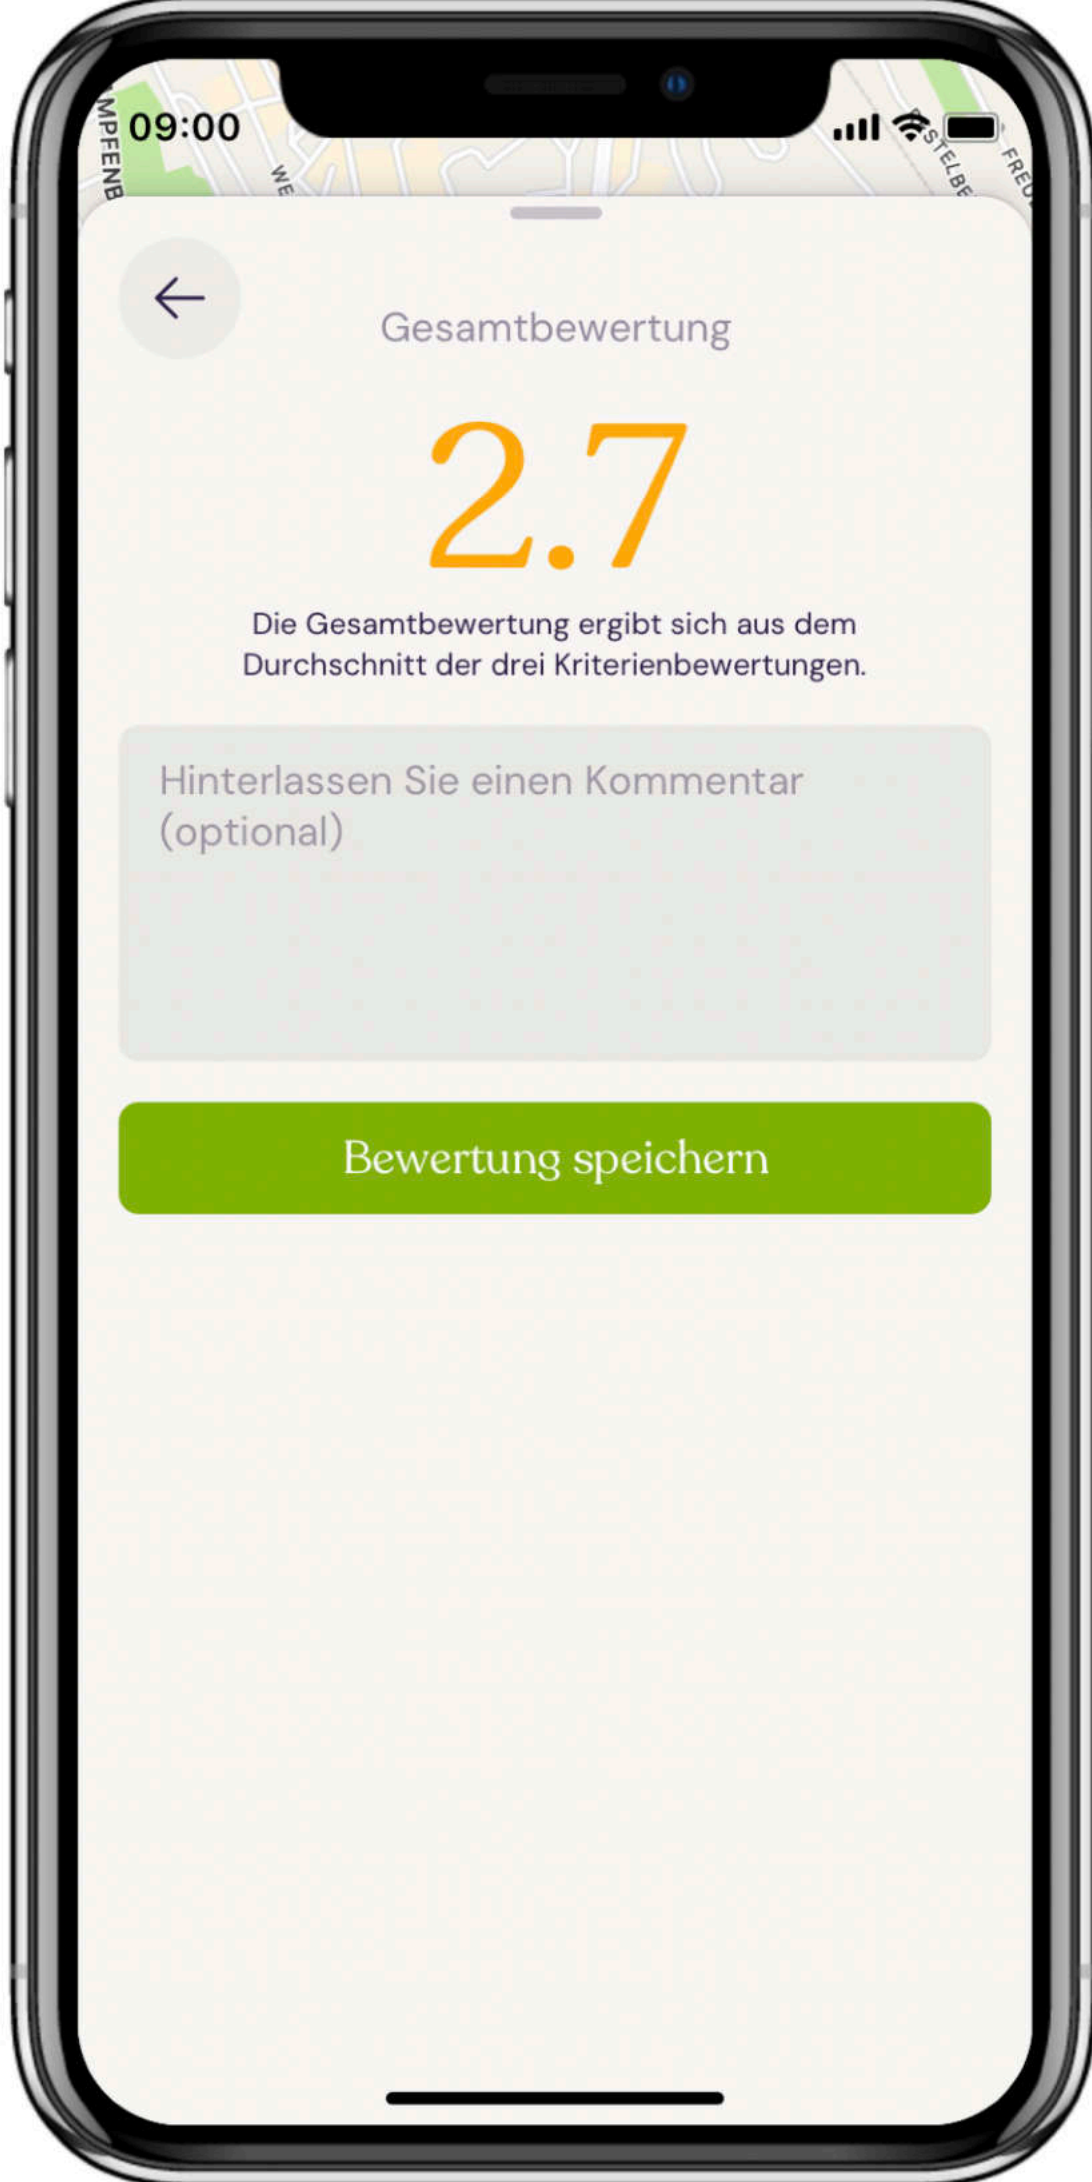 09:00
Gesamtbewertung
2.7
Die Gesamtbewertung ergibt sich aus dem
Durchschnitt der drei Kriterienbewertungen.
Hinterlassen Sie einen Kommentar
(optional)
Bewertung speichern